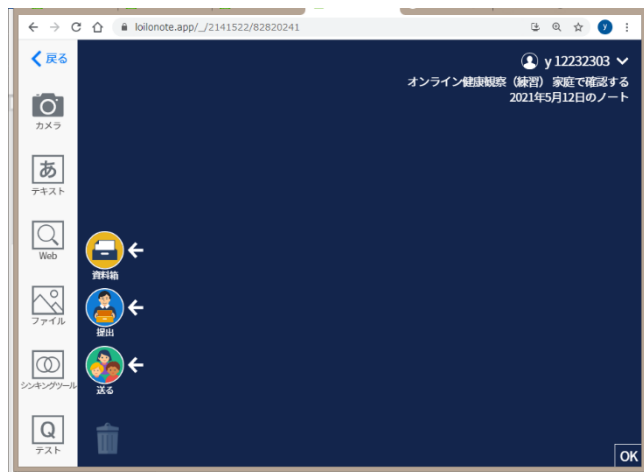 loilonote.app/_/2141522/82820241
y
戻る
y 12232303
オンライン健康観察（練習） 家庭で確認する
2021年5月12日のノート
カメラ
あ
テキスト
Web
ファイル
シンキングツール
Q
テスト
資料箱
提出
送る
OK